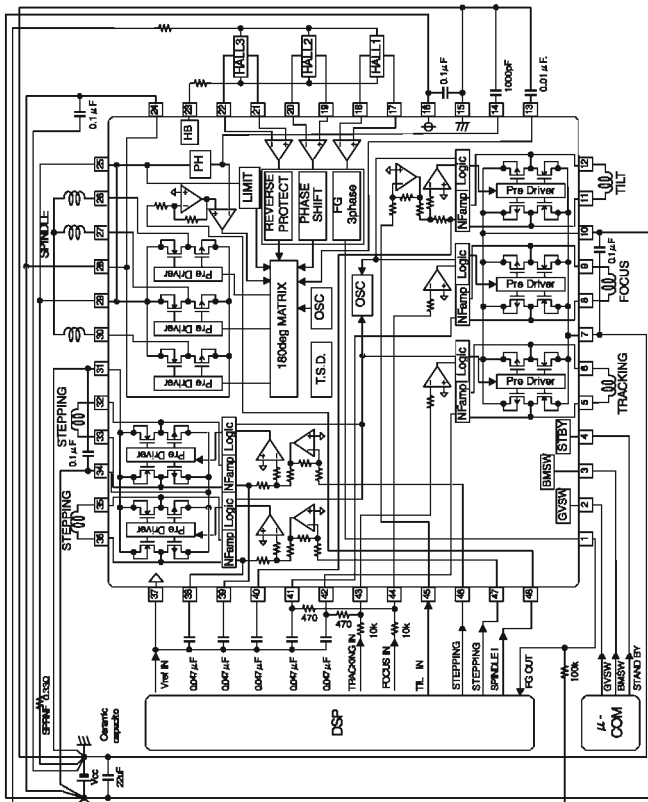 0.1µF
1000pF
0.01µF.
HALL3
HALL2
HALL1
0.1µF
24
23
22
21
20
19
18
17
16
15
14
13
HB
PH
LIMIT
REVERSE PROTECT
PHASE SHIFT
FG 3phase
180deg MATRIX
OSC
T.S.D.
OSC
25
26
27
28
29
30
31
32
33
34
35
36
SPINDLE
STEPPING
0.1µF
STEPPING
Pre Driver
Pre Driver
Pre Driver
Pre Driver
Pre Driver
NFamp
Logic
NFamp
Logic
NFamp
Logic
NFamp
Logic
NFamp
Logic
Pre Driver
Pre Driver
Pre Driver
12
11
10
9
8
7
6
5
4
3
2
1
TILT
0.1µF
FOCUS
TRACKING
STBY
BMSW
GVSW
37
38
39
40
41
42
43
44
45
46
47
48
470
470
10k
10k
Vref IN
0.047µF
0.047µF
0.047µF
0.047µF
0.047µF
TRACKING IN
FOCUS IN
TIL IN
STEPPING
STEPPING
SPINDLE I
FG OUT
100k
GVSW
BMSW
STAND BY
DSP
µ-COM
0.33Ω
Ceramic
capacito
Vcc
22uF